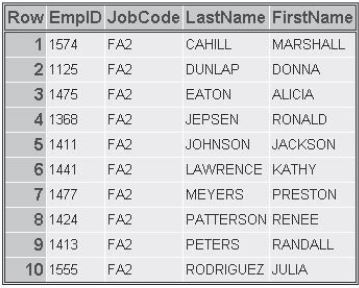 Row EmpID JobCode LastName FirstName
1 1574 FA2 CAHILL MARSHALL
2 1125 FA2 DUNLAP DONNA
3 1475 FA2 EATON ALICIA
4 1368 FA2 JEPSEN RONALD
5 1411 FA2 JOHNSON JACKSON
6 1441 FA2 LAWRENCE KATHY
7 1477 FA2 MEYERS PRESTON
8 1424 FA2 PATTERSON RENEE
9 1413 FA2 PETERS RANDALL
10 1555 FA2 RODRIGUEZ JULIA